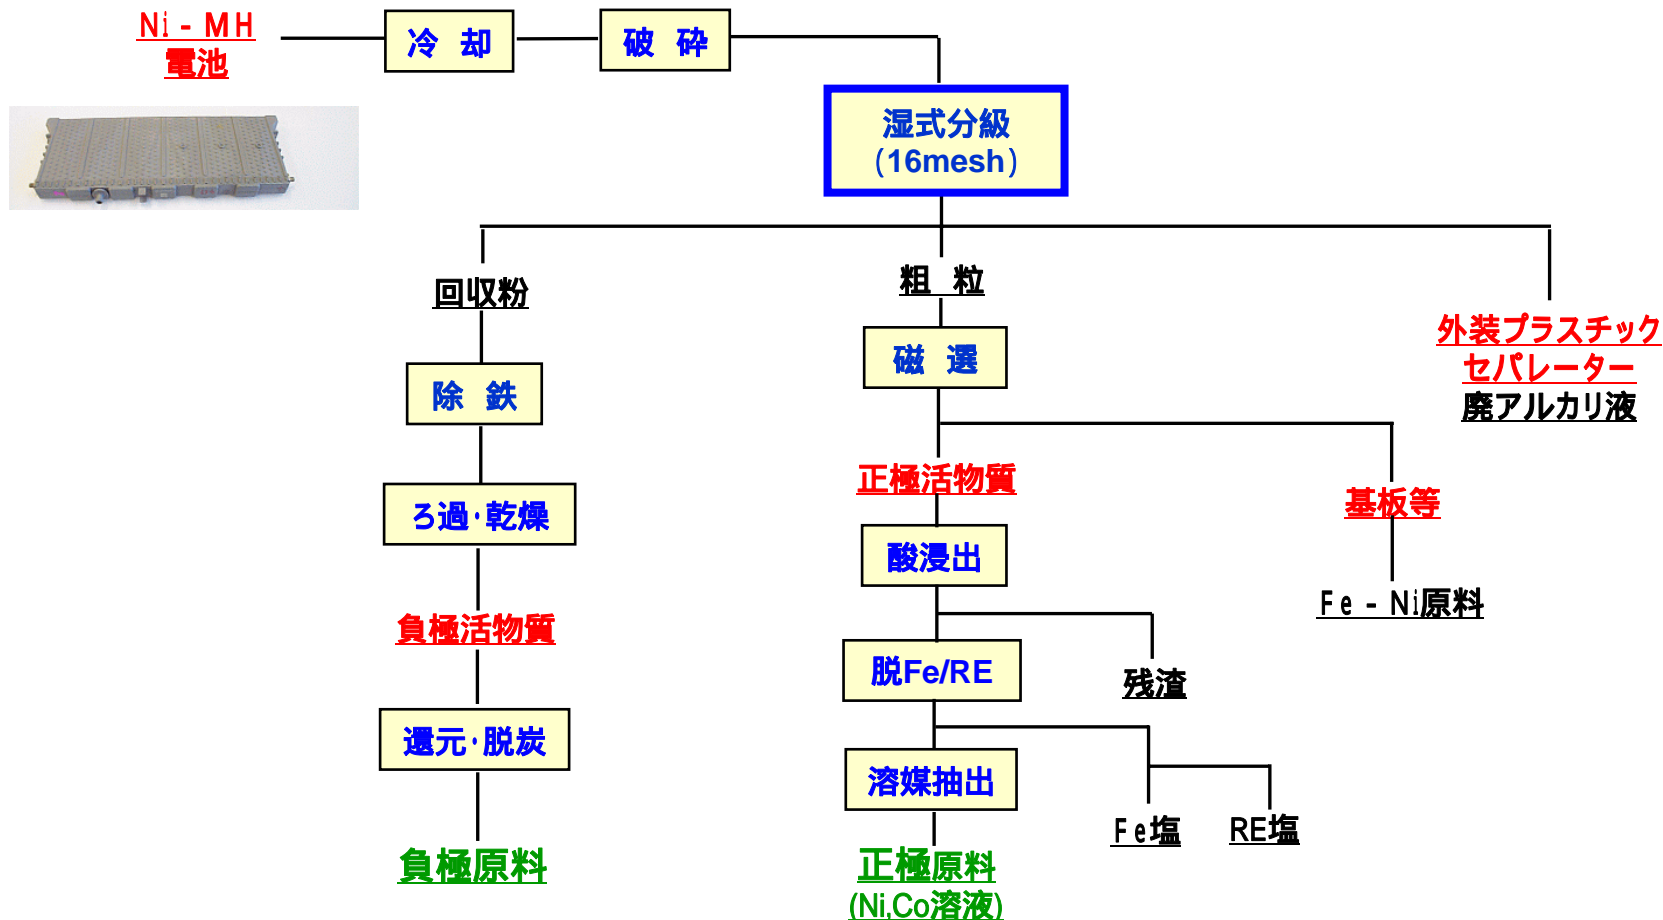 Ni-MH
電池
冷 却
破 砕
湿式分級
(16mesh)
回収粉
除 鉄
ろ過・乾燥
負極活物質
還元・脱炭
負極原料
粗 粒
磁 選
正極活物質
酸浸出
脱Fe/RE
溶媒抽出
正極原料
(Ni,Co溶液)
残渣
Fe塩
RE塩
基板等
Fe-Ni原料
外装プラスチック
セパレーター
廃アルカリ液